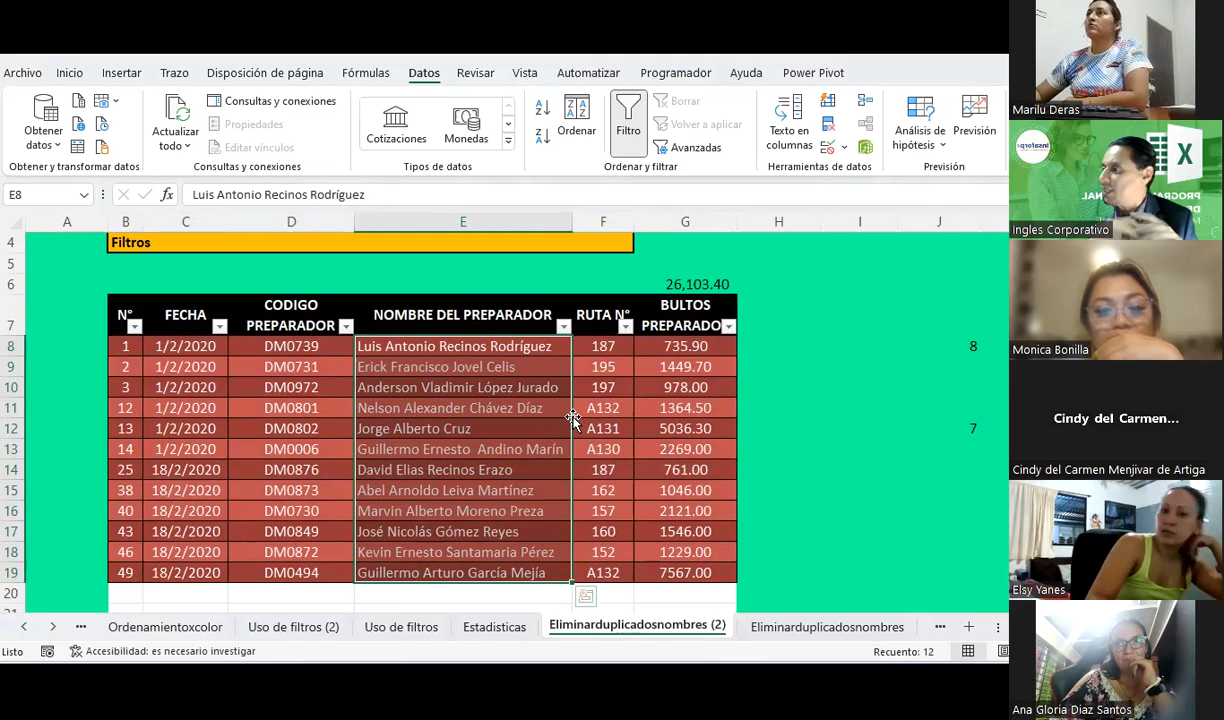 Archivo Inicio Insertar Trazo Disposición de página Fórmulas Datos Revisar Vista Automatizar Programador Ayuda Power Pivot
Obtener datos
Actualizar todo
Consultas y conexiones
Propiedades
Editar vínculos
Cotizaciones
Monedas
Ordenar
Filtro
Borrar
Volver a aplicar
Avanzadas
Texto en columnas
Análisis de hipótesis
Previsión
Obtener y transformar datos Consultas y conexiones Tipos de datos Ordenar y filtrar Herramientas de datos Previsión
E8 fx Luis Antonio Recinos Rodríguez
A B C D E F G H I J
4 Filtros
5
6 26,103.40
7 N° FECHA CODIGO PREPARADOR NOMBRE DEL PREPARADOR RUTA N° BULTOS PREPARADO
8 1 1/2/2020 DM0739 Luis Antonio Recinos Rodríguez 187 735.90 8
9 2 1/2/2020 DM0731 Erick Francisco Jovel Celis 195 1449.70
10 3 1/2/2020 DM0972 Anderson Vladimir López Jurado 197 978.00
11 12 1/2/2020 DM0801 Nelson Alexander Chávez Díaz A132 1364.50
12 13 1/2/2020 DM0802 Jorge Alberto Cruz A131 5036.30 7
13 14 1/2/2020 DM0006 Guillermo Ernesto Andino Marín A130 2269.00
14 25 18/2/2020 DM0876 David Elias Recinos Erazo 187 761.00
15 38 18/2/2020 DM0873 Abel Arnoldo Leiva Martínez 162 1046.00
16 40 18/2/2020 DM0730 Marvin Alberto Moreno Preza 157 2121.00
17 43 18/2/2020 DM0849 José Nicolás Gómez Reyes 160 1546.00
18 46 18/2/2020 DM0872 Kevin Ernesto Santamaria Pérez 152 1229.00
19 49 18/2/2020 DM0494 Guillermo Arturo García Mejía A132 7567.00
20
... Ordenamientoxcolor Uso de filtros (2) Uso de filtros Estadisticas Eliminarduplicadosnombres (2) Eliminarduplicadosnombres ...
Listo Accesibilidad: es necesario investigar Recuento: 12
Marilu Deras
Ingles Corporativo
Monica Bonilla
Cindy del Carmen...
Cindy del Carmen Menjivar de Artiga
Elsy Yanes
Ana Gloria Diaz Santos